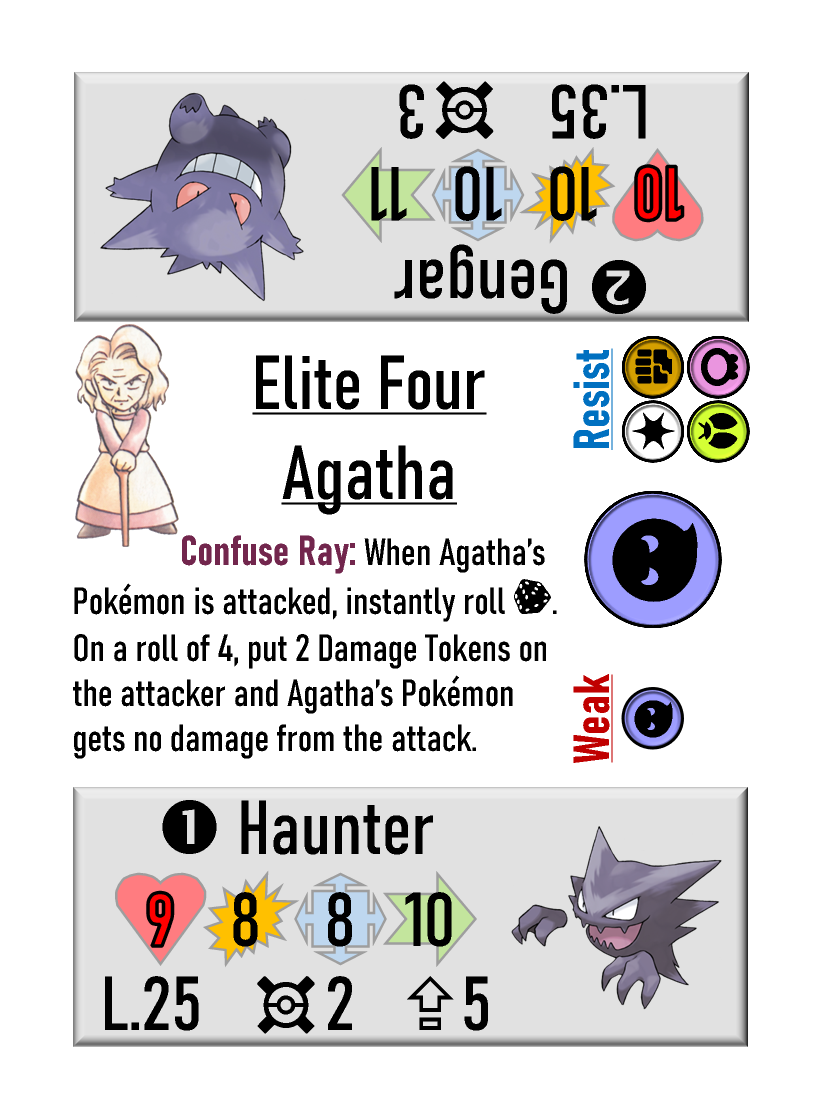 L.35 3
10 10 10 11
2 Gengar
Elite Four
Agatha
Resist
Confuse Ray: When Agatha’s
Pokémon is attacked, instantly roll .
On a roll of 4, put 2 Damage Tokens on
the attacker and Agatha’s Pokémon
gets no damage from the attack.
Weak
1 Haunter
9 8 8 10
L.25 2 5